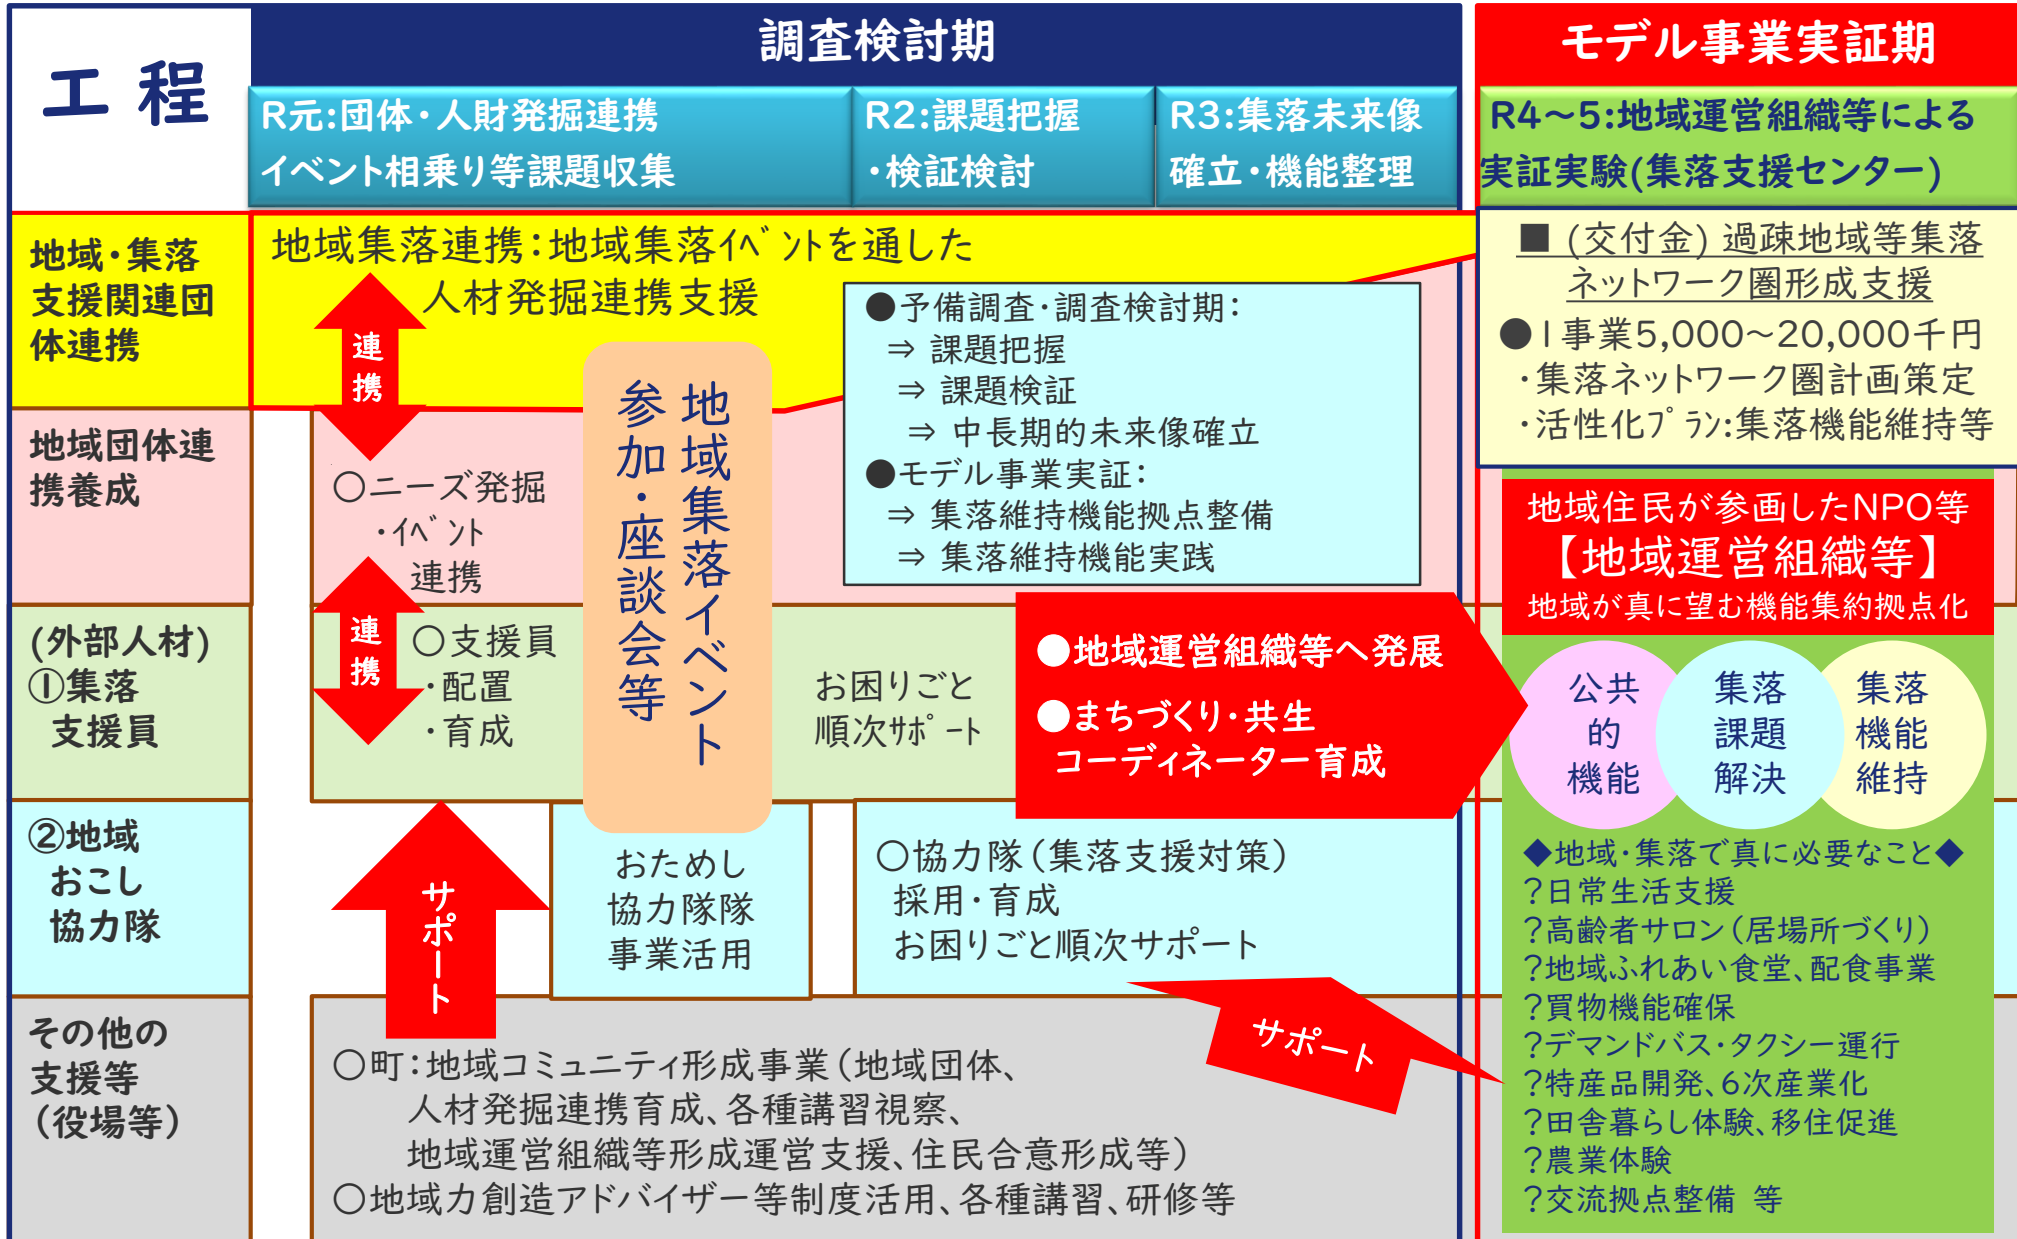 工 程
調査検討期
モデル事業実証期
R元:団体・人財発掘連携
イベント相乗り等課題収集
R2:課題把握
・検証検討
R3:集落未来像
確立・機能整理
R4～5:地域運営組織等による
実証実験(集落支援センター)
地域・集落
支援関連団
体連携
地域集落連携：地域集落ｲﾍﾞﾝﾄを通した
人材発掘連携支援
連携
●予備調査・調査検討期：
⇒ 課題把握
⇒ 課題検証
⇒ 中長期的未来像確立
●モデル事業実証：
⇒ 集落維持機能拠点整備
⇒ 集落維持機能実践
■ (交付金) 過疎地域等集落
ネットワーク圏形成支援
●1事業5,000～20,000千円
・集落ネットワーク圏計画策定
・活性化ﾌﾟﾗﾝ:集落機能維持等
地域団体連
携養成
○ニーズ発掘
・ｲﾍﾞﾝﾄ
連携
地域集落イベント
参加・座談会等
地域住民が参画したNPO等
【地域運営組織等】
地域が真に望む機能集約拠点化
(外部人材)
①集落
支援員
連携
○支援員
・配置
・育成
お困りごと
順次ｻﾎﾟｰﾄ
●地域運営組織等へ発展
●まちづくり・共生
コーディネーター育成
公共
的
機能
集落
課題
解決
集落
機能
維持
②地域
おこし
協力隊
サポート
おためし
協力隊隊
事業活用
○協力隊（集落支援対策）
採用・育成
お困りごと順次サポート
◆地域・集落で真に必要なこと◆
?日常生活支援
?高齢者サロン（居場所づくり）
?地域ふれあい食堂、配食事業
?買物機能確保
?デマンドバス・タクシー運行
?特産品開発、6次産業化
?田舎暮らし体験、移住促進
?農業体験
?交流拠点整備 等
その他の
支援等
（役場等）
サポート
○町：地域コミュニティ形成事業（地域団体、
人材発掘連携育成、各種講習視察、
地域運営組織等形成運営支援、住民合意形成等）
○地域力創造アドバイザー等制度活用、各種講習、研修等